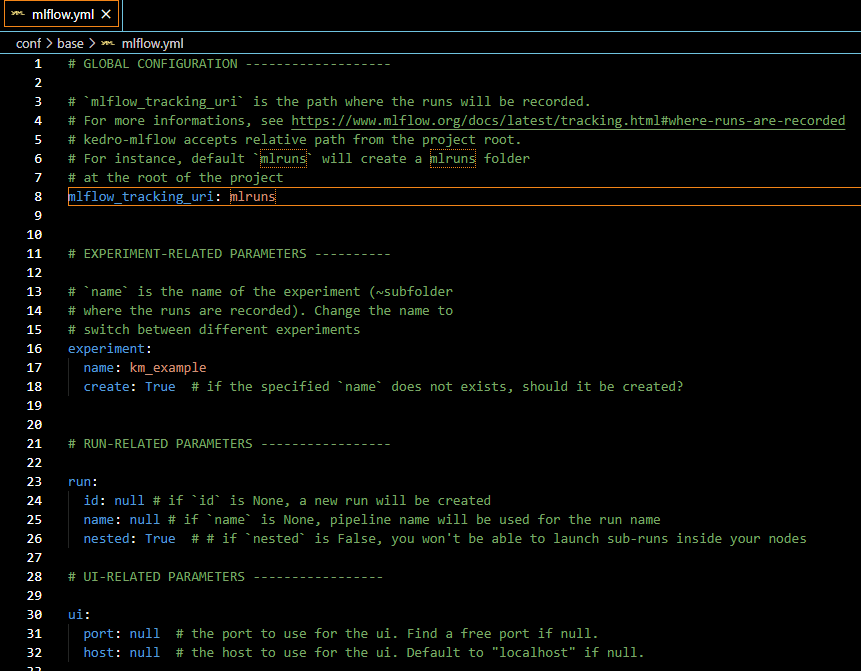 mlflow.yml
conf > base > mlflow.yml
1 # GLOBAL CONFIGURATION -------------------
2
3 # `mlflow_tracking_uri` is the path where the runs will be recorded.
4 # For more informations, see https://www.mlflow.org/docs/latest/tracking.html#where-runs-are-recorded
5 # kedro-mlflow accepts relative path from the project root.
6 # For instance, default `mlruns` will create a mlruns folder
7 # at the root of the project
8 mlflow_tracking_uri: mlruns
9
10
11 # EXPERIMENT-RELATED PARAMETERS ----------
12
13 # `name` is the name of the experiment (~subfolder
14 # where the runs are recorded). Change the name to
15 # switch between different experiments
16 experiment:
17   name: km_example
18   create: True  # if the specified `name` does not exists, should it be created?
19
20
21 # RUN-RELATED PARAMETERS -----------------
22
23 run:
24   id: null # if `id` is None, a new run will be created
25   name: null # if `name` is None, pipeline name will be used for the run name
26   nested: True  # # if `nested` is False, you won't be able to launch sub-runs inside your nodes
27
28 # UI-RELATED PARAMETERS -----------------
29
30 ui:
31   port: null  # the port to use for the ui. Find a free port if null.
32   host: null  # the host to use for the ui. Default to "localhost" if null.